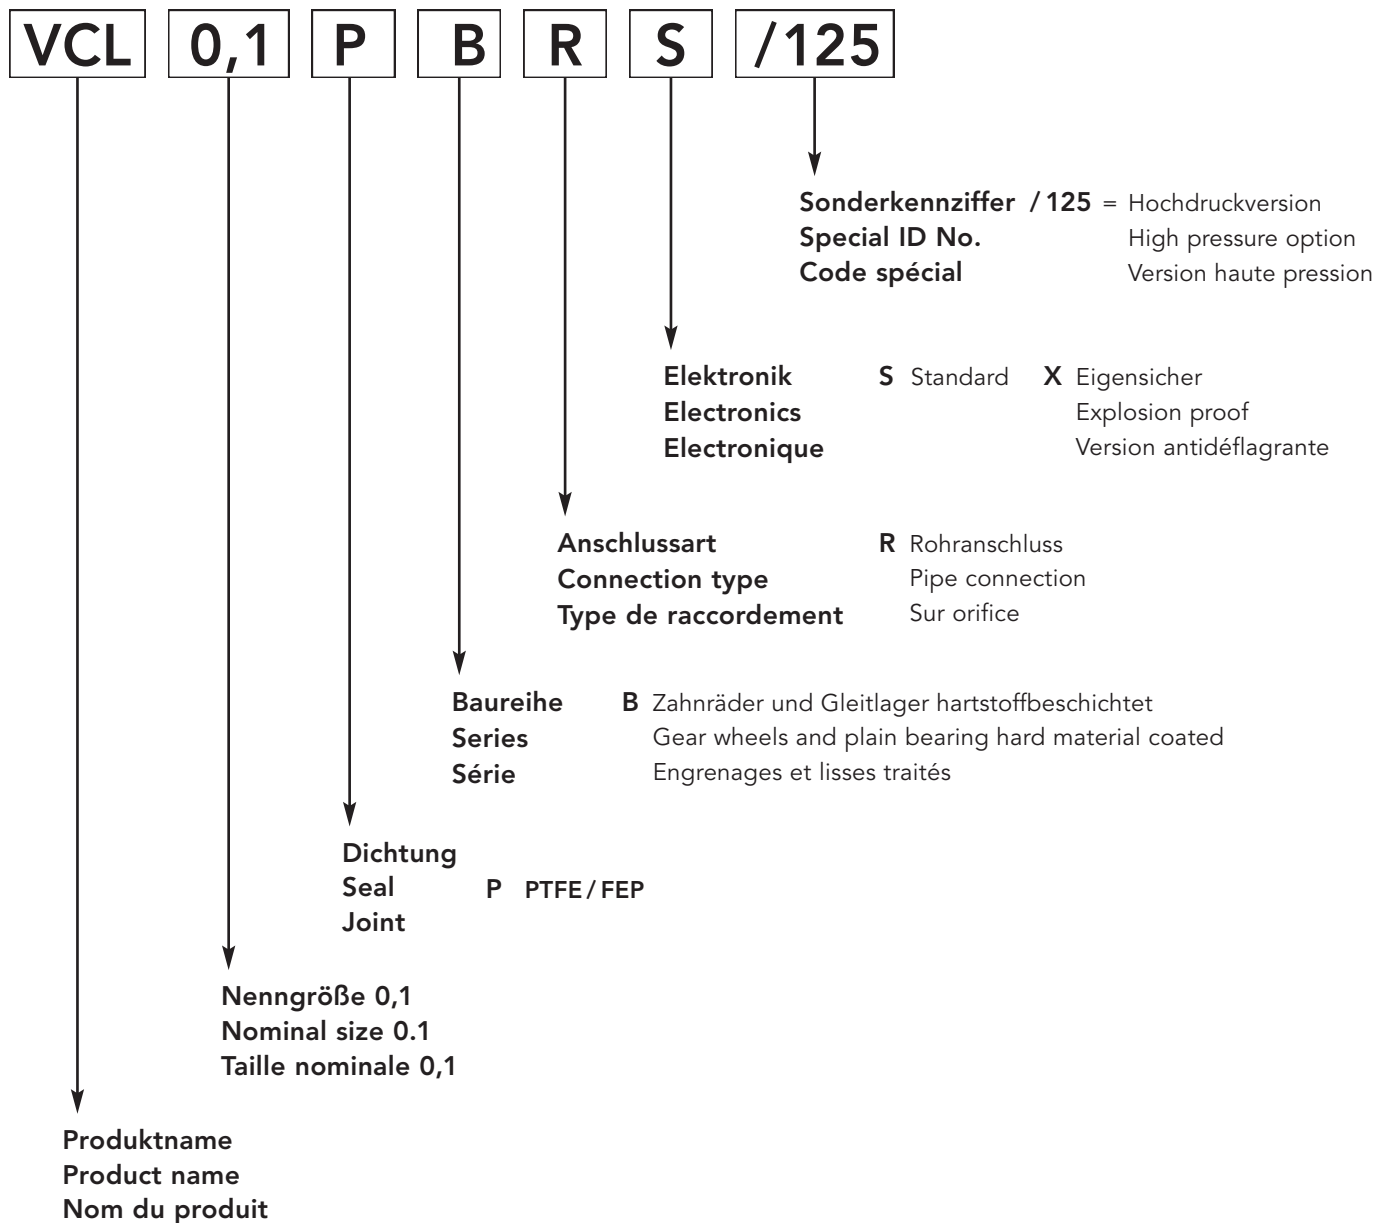 VCL 0,1 P B R S /125
Sonderkennziffer /125 = Hochdruckversion
Special ID No. High pressure option
Code spécial Version haute pression
Elektronik S Standard X Eigensicher
Electronics Explosion proof
Electronique Version antidéflagrante
Anschlussart R Rohranschluss
Connection type Pipe connection
Type de raccordement Sur orifice
Baureihe B Zahnräder und Gleitlager hartstoffbeschichtet
Series Gear wheels and plain bearing hard material coated
Série Engrenages et lisses traités
Dichtung
Seal P PTFE/FEP
Joint
Nenngröße 0,1
Nominal size 0.1
Taille nominale 0,1
Produktname
Product name
Nom du produit